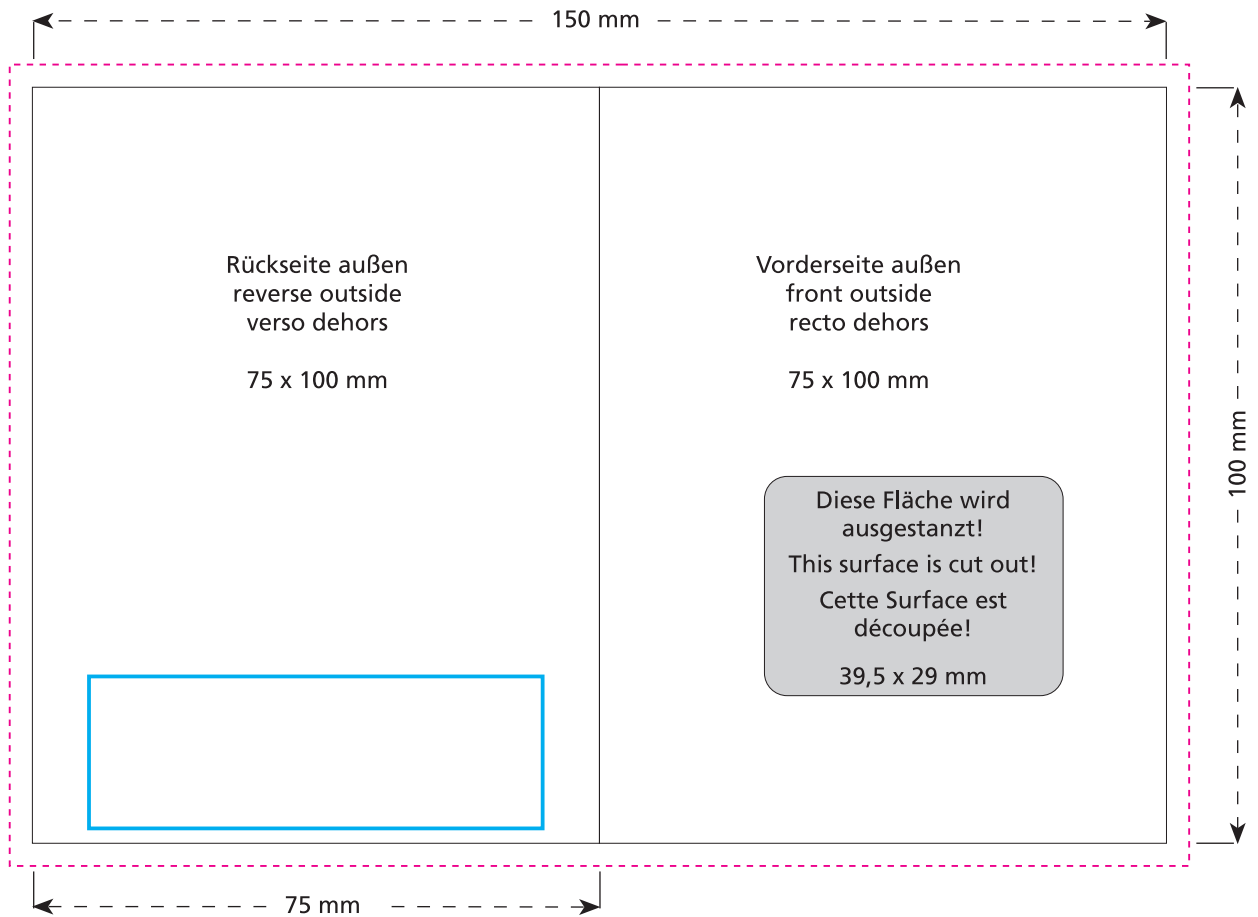 150 mm
Rückseite außen
reverse outside
verso dehors
75 x 100 mm
Vorderseite außen
front outside
recto dehors
75 x 100 mm
Diese Fläche wird
ausgestanzt!
This surface is cut out!
Cette Surface est
découpée!
39,5 x 29 mm
100 mm
75 mm